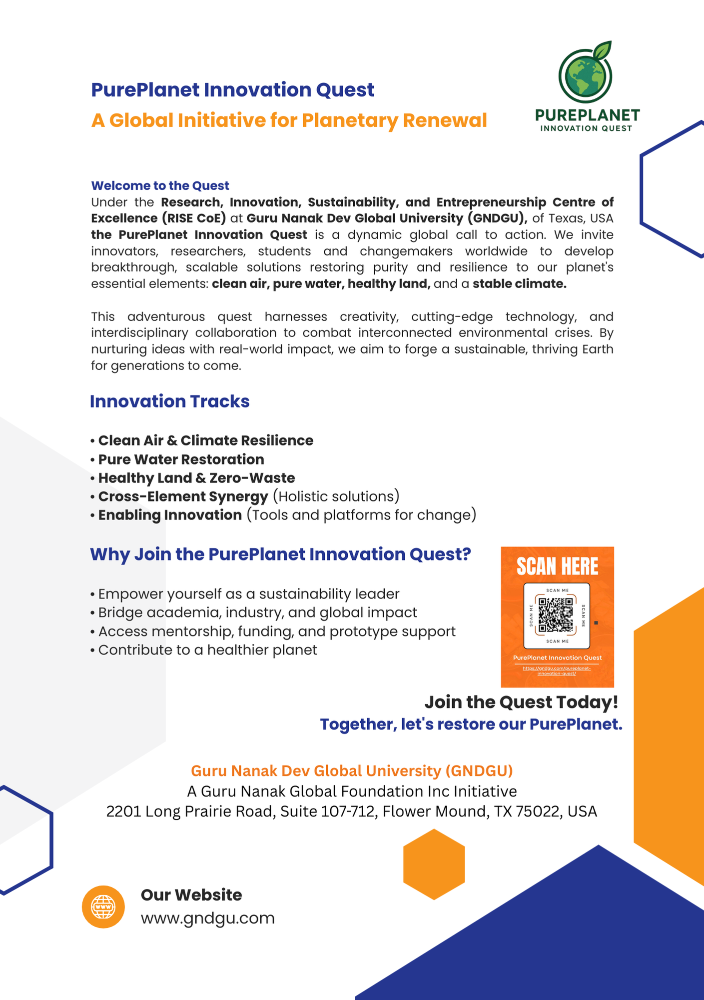 PurePlanet Innovation Quest
A Global Initiative for Planetary Renewal
PUREPLANET
INNOVATION QUEST
Welcome to the Quest
Under the Research, Innovation, Sustainability, and Entrepreneurship Centre of
Excellence (RISE CoE) at Guru Nanak Dev Global University (GNDGU), of Texas, USA
the PurePlanet Innovation Quest is a dynamic global call to action. We invite
innovators, researchers, students and changemakers worldwide to develop
breakthrough, scalable solutions restoring purity and resilience to our planet's
essential elements: clean air, pure water, healthy land, and a stable climate.
This adventurous quest harnesses creativity, cutting-edge technology, and
interdisciplinary collaboration to combat interconnected environmental crises. By
nurturing ideas with real-world impact, we aim to forge a sustainable, thriving Earth
for generations to come.
Innovation Tracks
• Clean Air & Climate Resilience
• Pure Water Restoration
• Healthy Land & Zero-Waste
• Cross-Element Synergy (Holistic solutions)
• Enabling Innovation (Tools and platforms for change)
Why Join the PurePlanet Innovation Quest?
• Empower yourself as a sustainability leader
• Bridge academia, industry, and global impact
• Access mentorship, funding, and prototype support
• Contribute to a healthier planet
SCAN HERE
SCAN ME
SCAN ME
SCAN ME
SCAN ME
PurePlanet Innovation Quest
https://gndgu.com/pureplanet-
innovation-quest/
Join the Quest Today!
Together, let's restore our PurePlanet.
Guru Nanak Dev Global University (GNDGU)
A Guru Nanak Global Foundation Inc Initiative
2201 Long Prairie Road, Suite 107-712, Flower Mound, TX 75022, USA
WWW
Our Website
www.gndgu.com